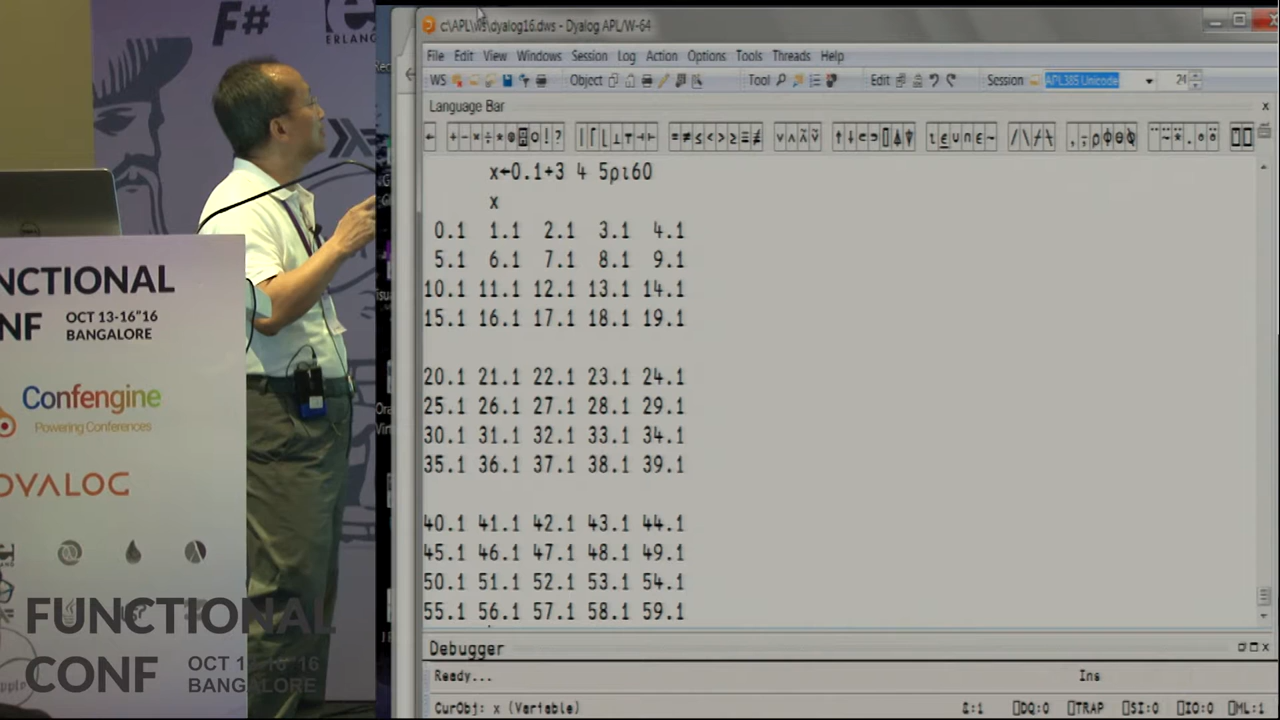 F#
ERLANG
FUNCTIONAL
CONF
OCT 13-16"16
BANGALORE
Confengine
Powering Conferences
DYALOG
FUNCTIONAL
CONF
OCT 13-16"16
BANGALORE
c:\APL\ws\dyalog16.dws - Dyalog APL/W-64
File Edit View Windows Session Log Action Options Tools Threads Help
WS Object Tool Edit Session APL385 Unicode 24
Language Bar
x←0.1+3 4 5⍴⍳60
x
0.1 1.1 2.1 3.1 4.1
5.1 6.1 7.1 8.1 9.1
10.1 11.1 12.1 13.1 14.1
15.1 16.1 17.1 18.1 19.1
20.1 21.1 22.1 23.1 24.1
25.1 26.1 27.1 28.1 29.1
30.1 31.1 32.1 33.1 34.1
35.1 36.1 37.1 38.1 39.1
40.1 41.1 42.1 43.1 44.1
45.1 46.1 47.1 48.1 49.1
50.1 51.1 52.1 53.1 54.1
55.1 56.1 57.1 58.1 59.1
Debugger
Ready... Ins
CurObj: x (Variable) &:1 ⎕DQ:0 ⎕TRAP ⎕SI:0 ⎕IO:0 ⎕ML:1